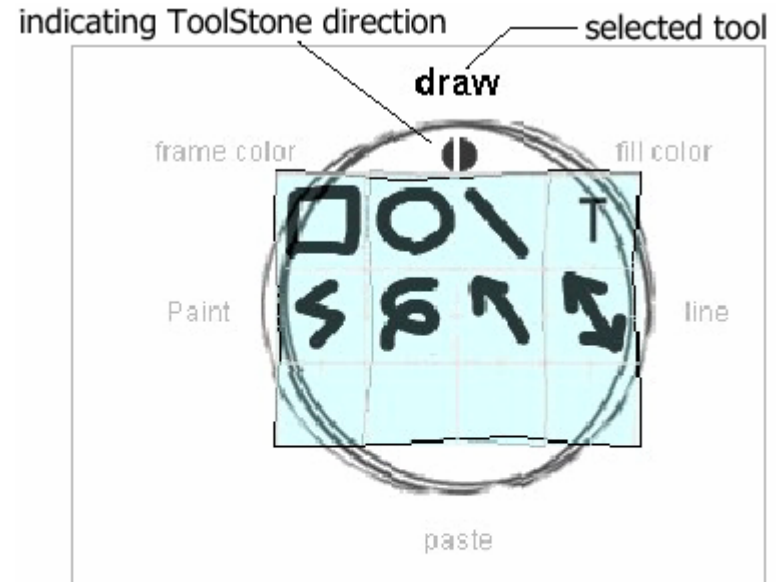 indicating ToolStone direction
selected tool
draw
frame color
fill color
T
Paint
line
paste